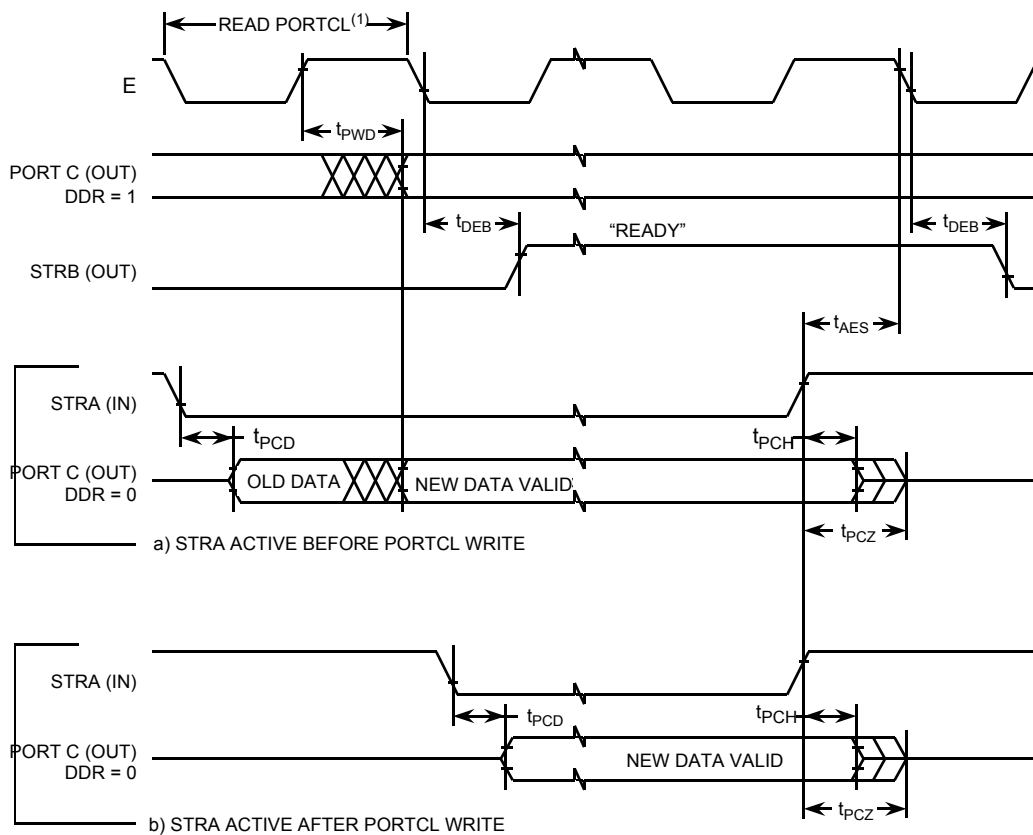 READ PORTCL(1)
E
tPWD
PORT C (OUT)
DDR = 1
tDEB
"READY"
tDEB
STRB (OUT)
tAES
STRA (IN)
tPCD
tPCH
PORT C (OUT)
DDR = 0
OLD DATA
NEW DATA VALID
tPCZ
a) STRA ACTIVE BEFORE PORTCL WRITE
STRA (IN)
tPCD
tPCH
PORT C (OUT)
DDR = 0
NEW DATA VALID
tPCZ
b) STRA ACTIVE AFTER PORTCL WRITE